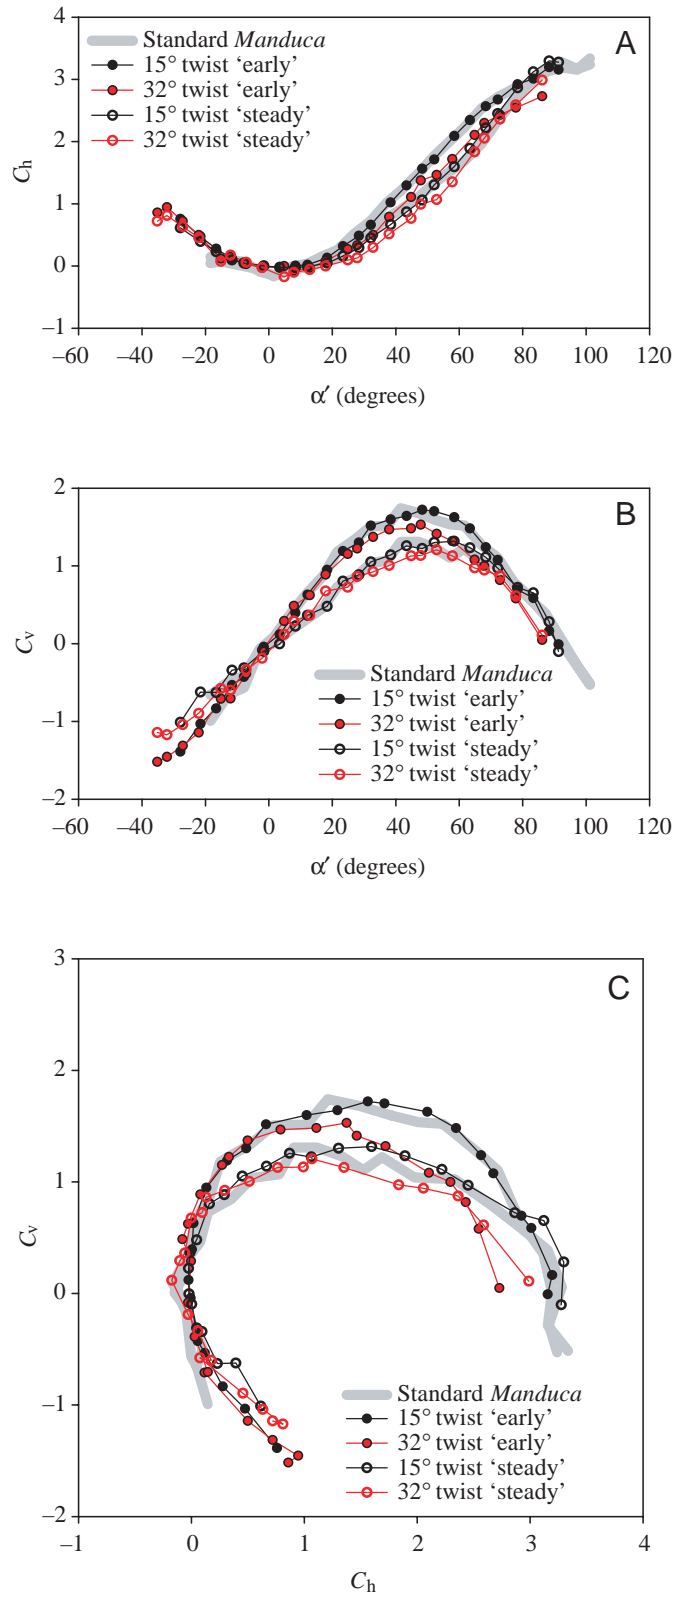 4
3
2
1
0
–1
C_h
A
Standard Manduca
15° twist ‘early’
32° twist ‘early’
15° twist ‘steady’
32° twist ‘steady’
–60 –40 –20 0 20 40 60 80 100 120
α′ (degrees)
2
1
0
–1
–2
C_v
B
Standard Manduca
15° twist ‘early’
32° twist ‘early’
15° twist ‘steady’
32° twist ‘steady’
–60 –40 –20 0 20 40 60 80 100 120
α′ (degrees)
3
2
1
0
–1
–2
C_v
C
Standard Manduca
15° twist ‘early’
32° twist ‘early’
15° twist ‘steady’
32° twist ‘steady’
–1 0 1 2 3 4
C_h